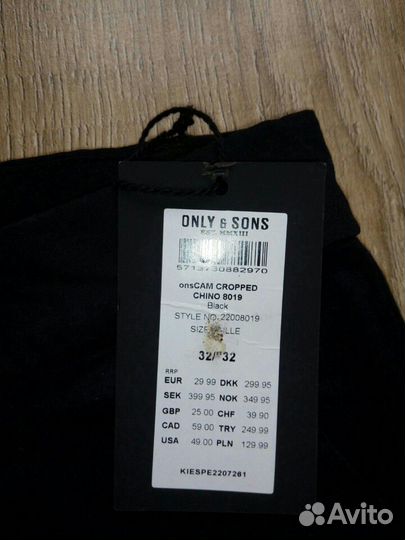 ONLY & SONS
EST. MMXIII
5713730882970
onsCAM CROPPED
CHINO 8019
Black
STYLE NO. 22008019
32/"32
RRP
EUR 29.99 DKK 299.95
SEK 399.95 NOK 349.95
GBP 25.00 CHF 39.90
CAD 59.00 TRY 249.99
USA 49.00 PLN 129.99
KIESPE2207261
Avito